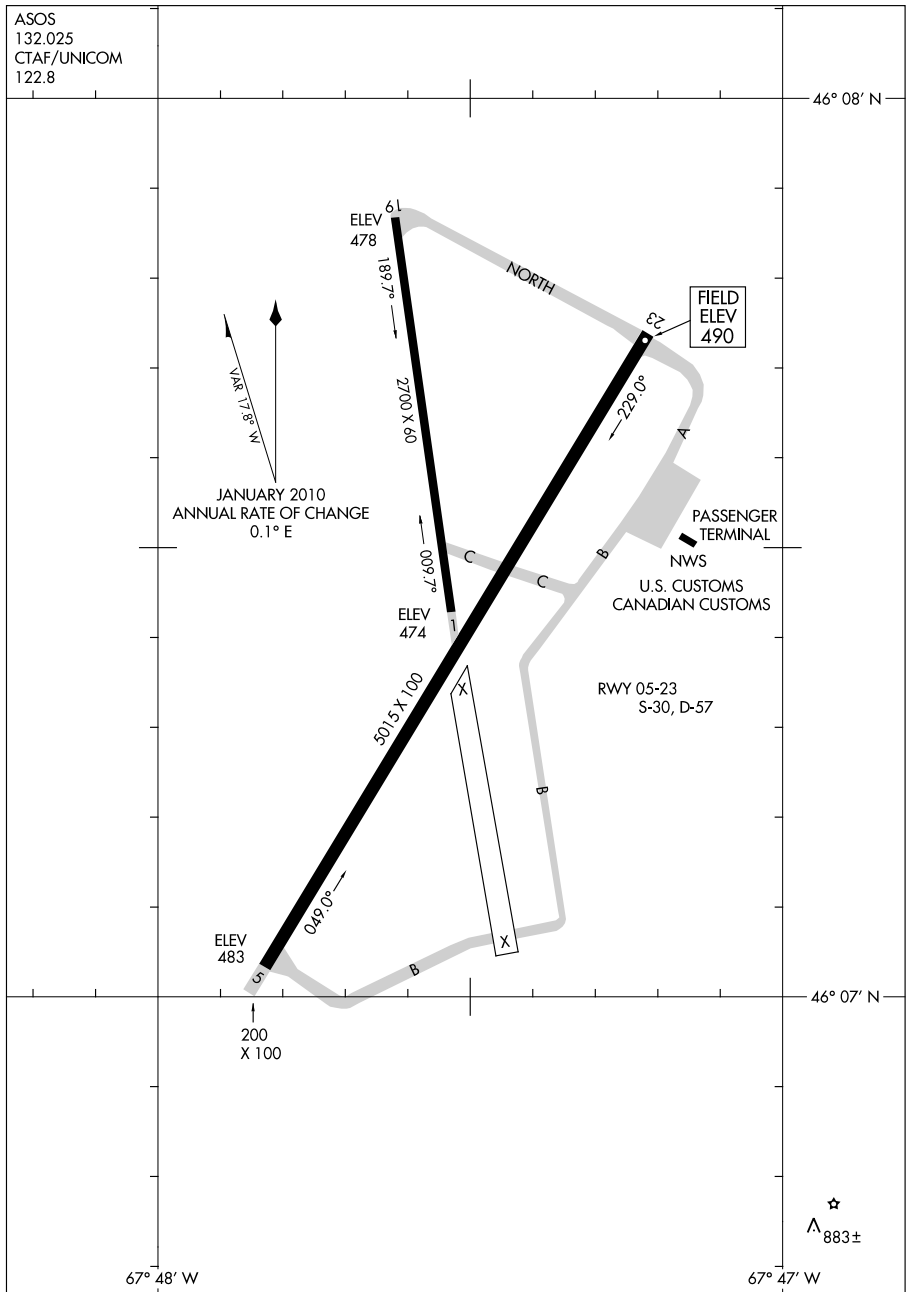 ASOS
132.025
CTAF/UNICOM
122.8
46° 08' N
19
ELEV
478
189.7°
NORTH
23
FIELD
ELEV
490
229.0°
VAR 17.8° W
2700 X 60
A
JANUARY 2010
ANNUAL RATE OF CHANGE
0.1° E
PASSENGER
TERMINAL
NWS
U.S. CUSTOMS
CANADIAN CUSTOMS
009.7°
C
C
B
ELEV
474
1
X
RWY 05-23
S-30, D-57
5015 X 100
B
049.0°
ELEV
483
X
B
5
46° 07' N
200
X 100
883±
67° 48' W
67° 47' W